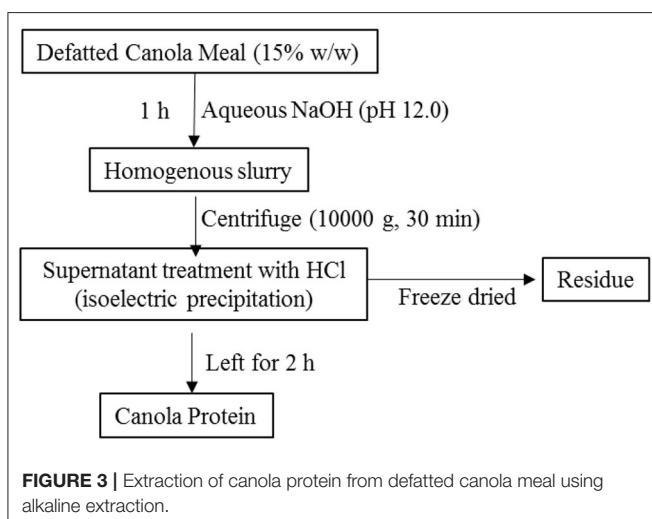 Defatted Canola Meal (15% w/w)
1 h
Aqueous NaOH (pH 12.0)
Homogenous slurry
Centrifuge (10000 g, 30 min)
Supernatant treatment with HCl
(isoelectric precipitation)
Freeze dried
Residue
Left for 2 h
Canola Protein
FIGURE 3 | Extraction of canola protein from defatted canola meal using
alkaline extraction.